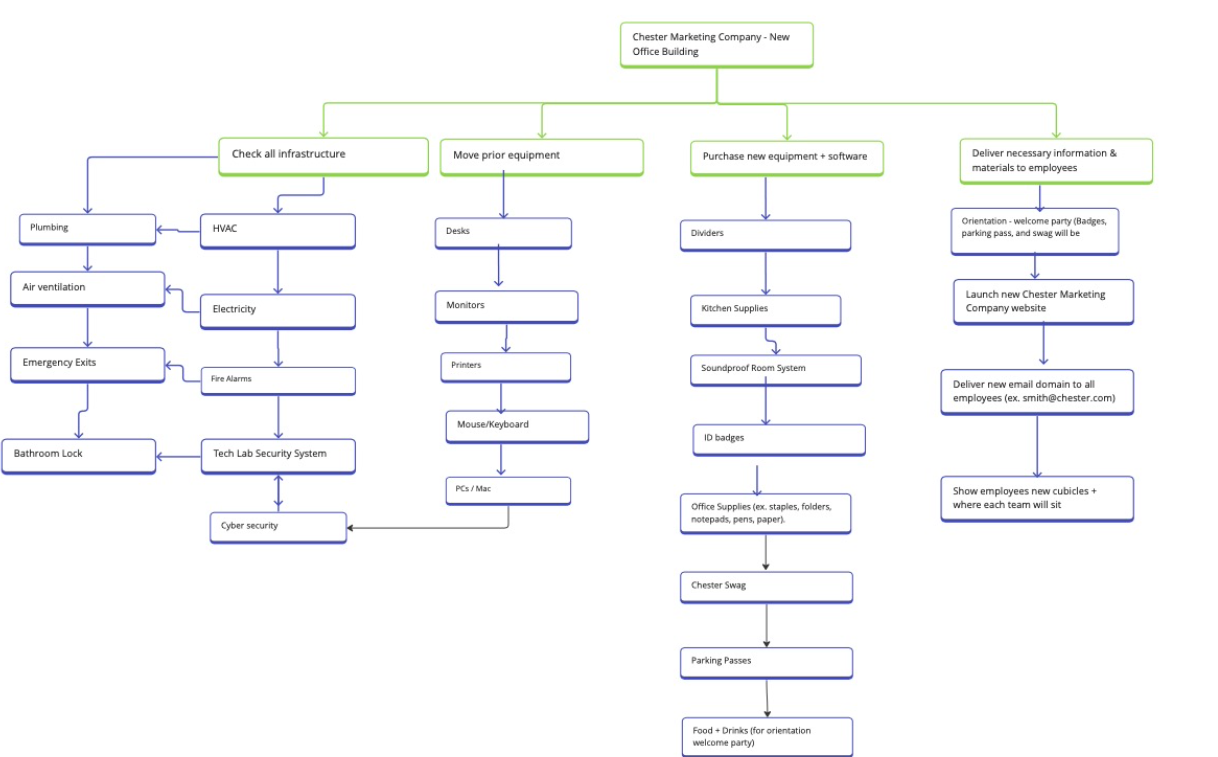 Chester Marketing Company - New
Office Building
Check all infrastructure
Move prior equipment
Purchase new equipment + software
Deliver necessary information &
materials to employees
Plumbing
HVAC
Air ventilation
Electricity
Emergency Exits
Fire Alarms
Bathroom Lock
Tech Lab Security System
Cyber security
Desks
Monitors
Printers
Mouse/Keyboard
PCs / Mac
Dividers
Kitchen Supplies
Soundproof Room System
ID badges
Office Supplies (ex. staples, folders,
notepads, pens, paper).
Chester Swag
Parking Passes
Food + Drinks (for orientation
welcome party)
Orientation - welcome party (Badges,
parking pass, and swag will be
Launch new Chester Marketing
Company website
Deliver new email domain to all
employees (ex. smith@chester.com)
Show employees new cubicles +
where each team will sit